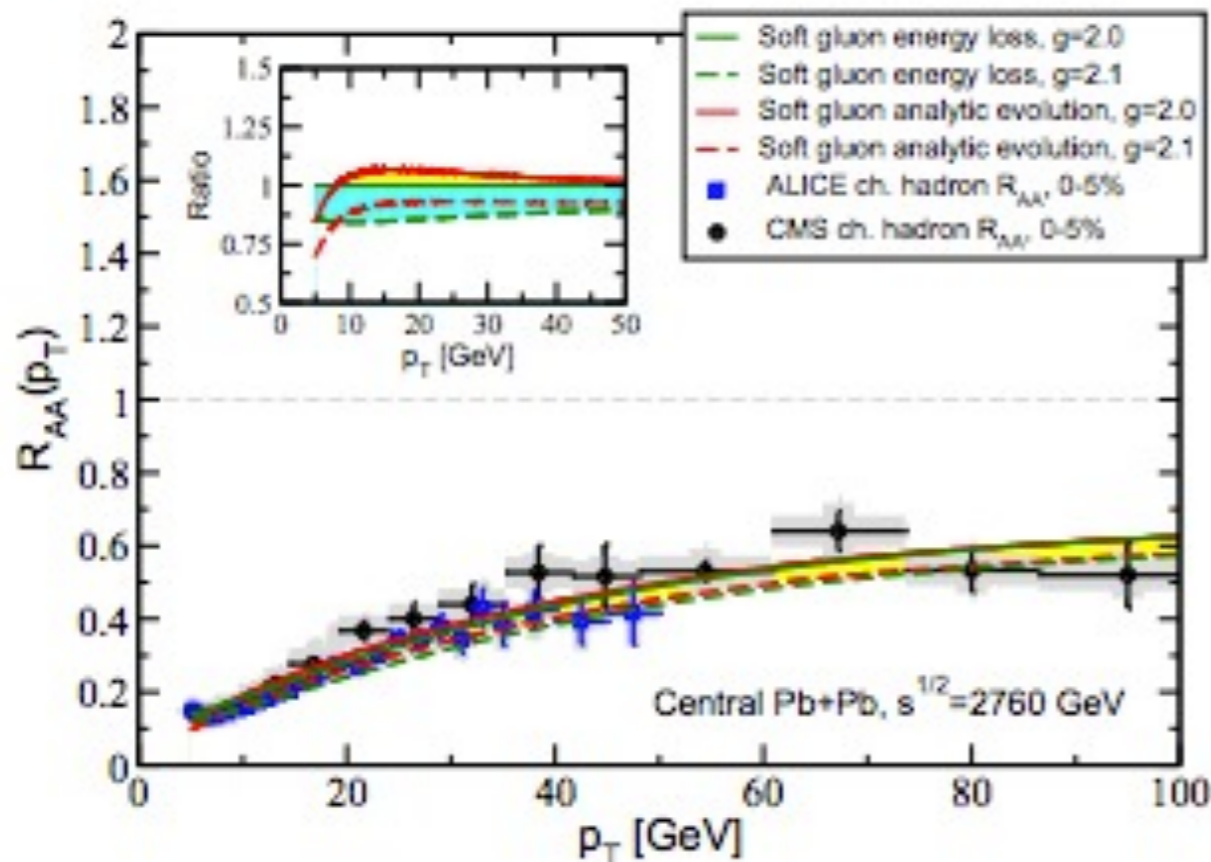 Soft gluon energy loss, g=2.0
Soft gluon energy loss, g=2.1
Soft gluon analytic evolution, g=2.0
Soft gluon analytic evolution, g=2.1
ALICE ch. hadron R_AA, 0-5%
CMS ch. hadron R_AA, 0-5%
2
1.8
1.6
1.4
1.2
1
0.8
0.6
0.4
0.2
0
R_AA(p_T)
1.5
1.25
1
0.75
0.5
Ratio
0 10 20 30 40 50
p_T [GeV]
Central Pb+Pb, s^1/2=2760 GeV
0 20 40 60 80 100
p_T [GeV]